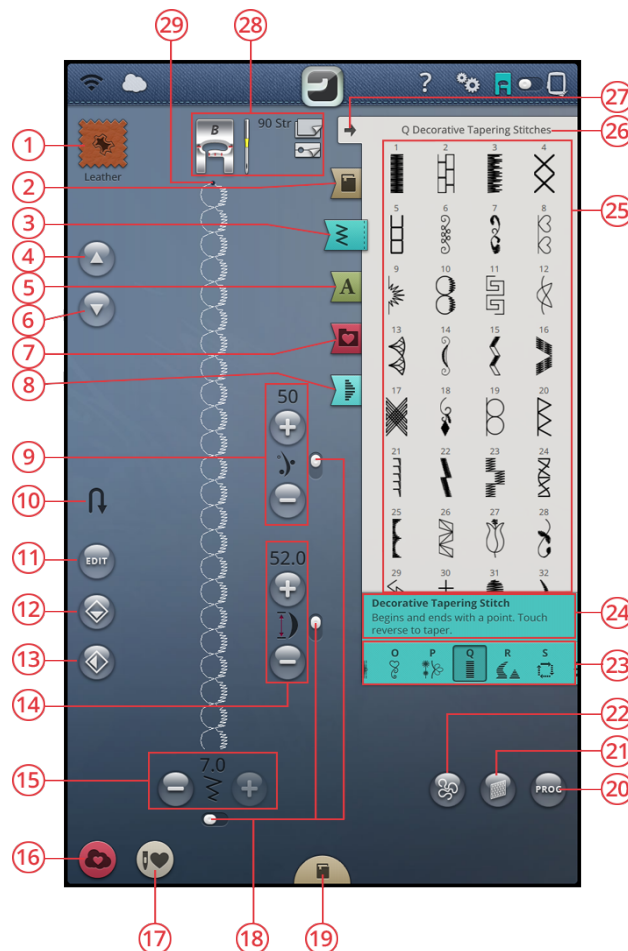 29
28
?
B
90 Str
27
Q Decorative Tapering Stitches
26
1
Leather
2
3
4
5
6
7
8
1 2 3 4
5 6 7 8
9 10 11 12
13 14 15 16
17 18 19 20
21 22 23 24
25 26 27 28
29 30 31 32
25
A
50
9
10
11
EDIT
12
13
52.0
14
Decorative Tapering Stitch
Begins and ends with a point. Touch
reverse to taper.
24
O P Q R S
23
22
21
PROG
20
7.0
15
16
17
18
19